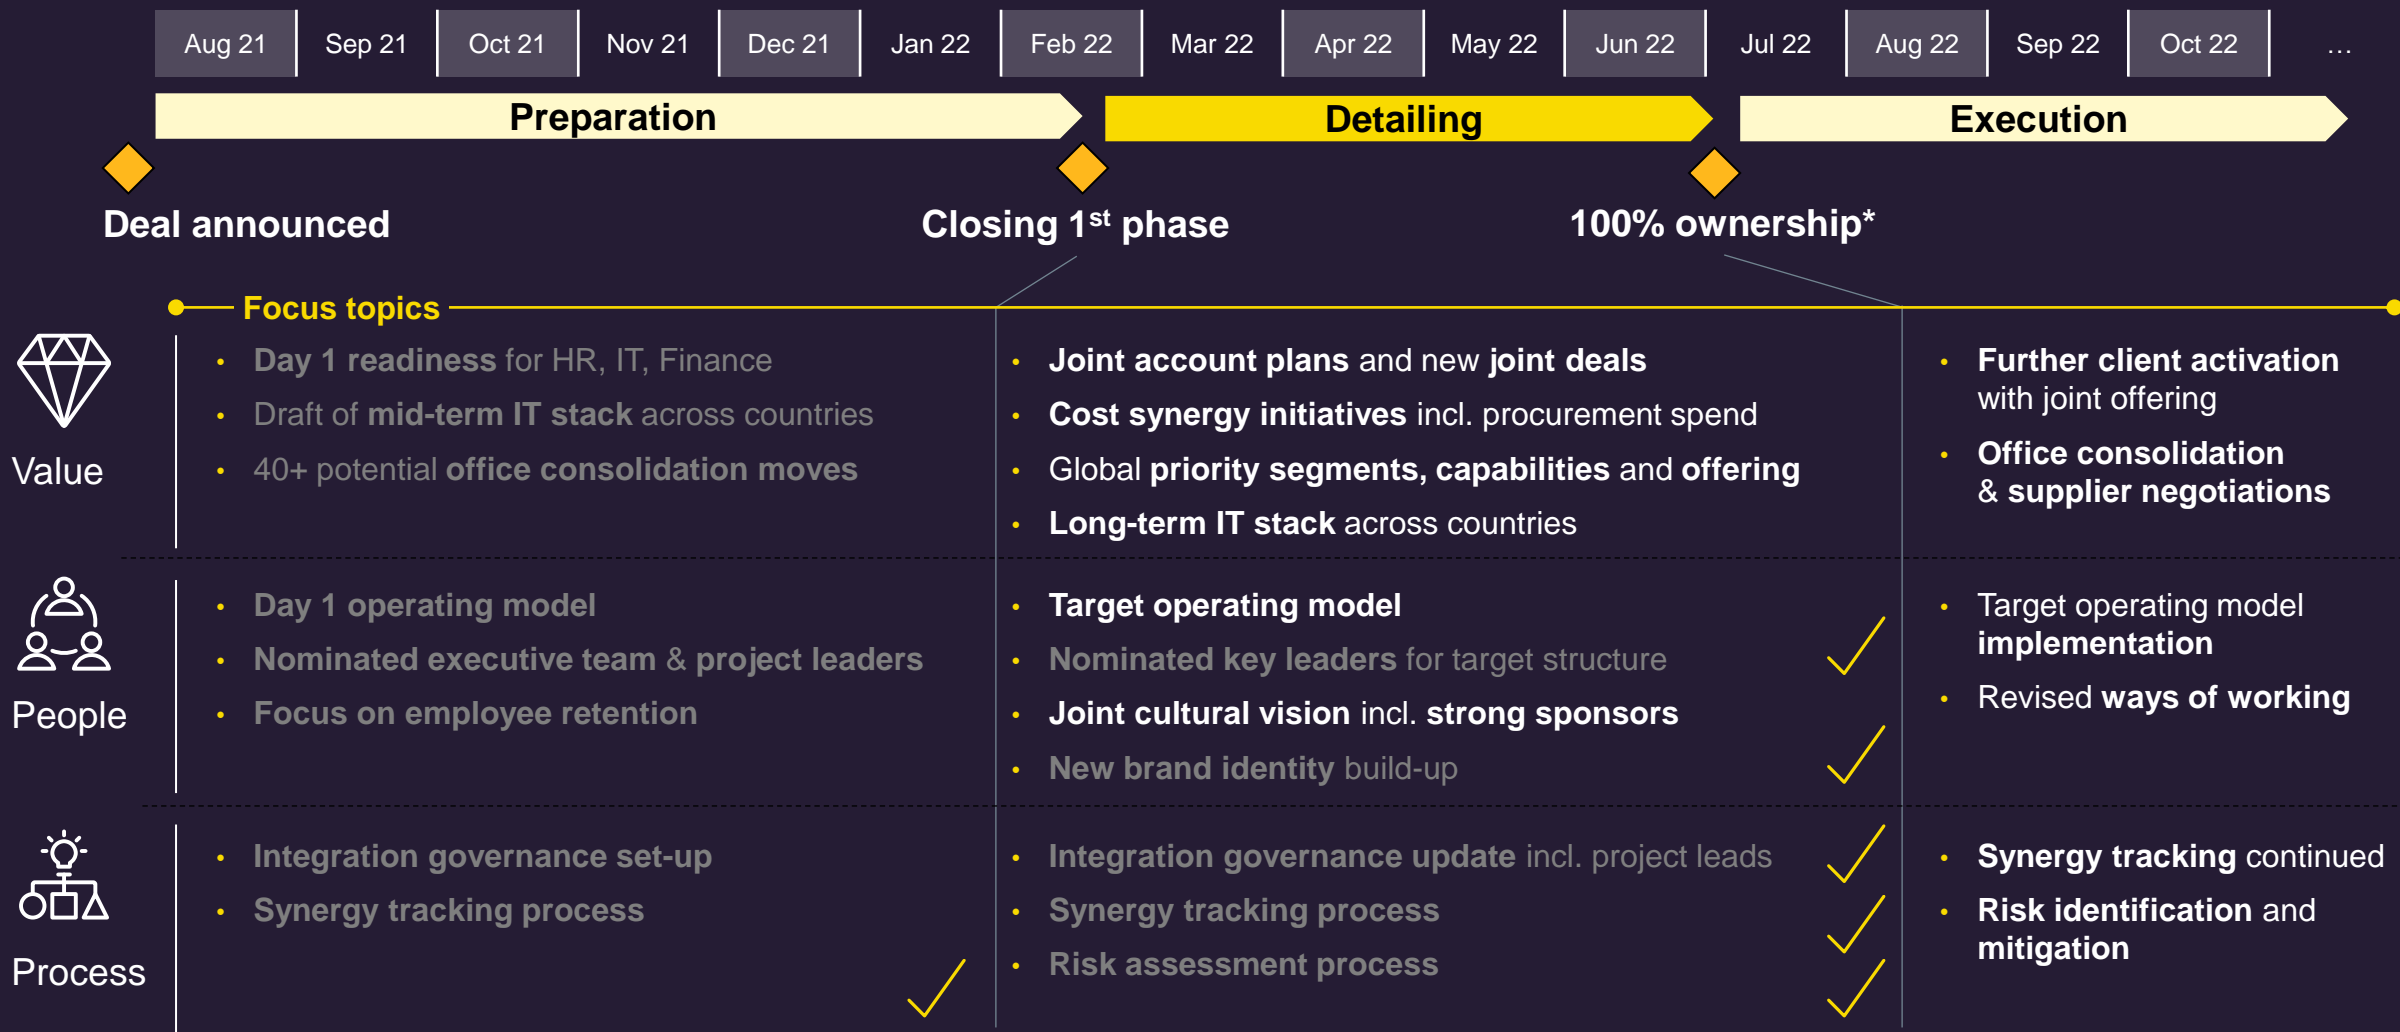 Aug 21 Sep 21 Oct 21 Nov 21 Dec 21 Jan 22 Feb 22 Mar 22 Apr 22 May 22 Jun 22 Jul 22 Aug 22 Sep 22 Oct 22 ...
Preparation Detailing Execution
Deal announced Closing 1st phase 100% ownership*
Focus topics
Value
• Day 1 readiness for HR, IT, Finance
• Draft of mid-term IT stack across countries
• 40+ potential office consolidation moves
• Joint account plans and new joint deals
• Cost synergy initiatives incl. procurement spend
• Global priority segments, capabilities and offering
• Long-term IT stack across countries
• Further client activation
with joint offering
• Office consolidation
& supplier negotiations
People
• Day 1 operating model
• Nominated executive team & project leaders
• Focus on employee retention
• Target operating model
• Nominated key leaders for target structure
• Joint cultural vision incl. strong sponsors
• New brand identity build-up
• Target operating model
implementation
• Revised ways of working
Process
• Integration governance set-up
• Synergy tracking process
• Integration governance update incl. project leads
• Synergy tracking process
• Risk assessment process
• Synergy tracking continued
• Risk identification and
mitigation